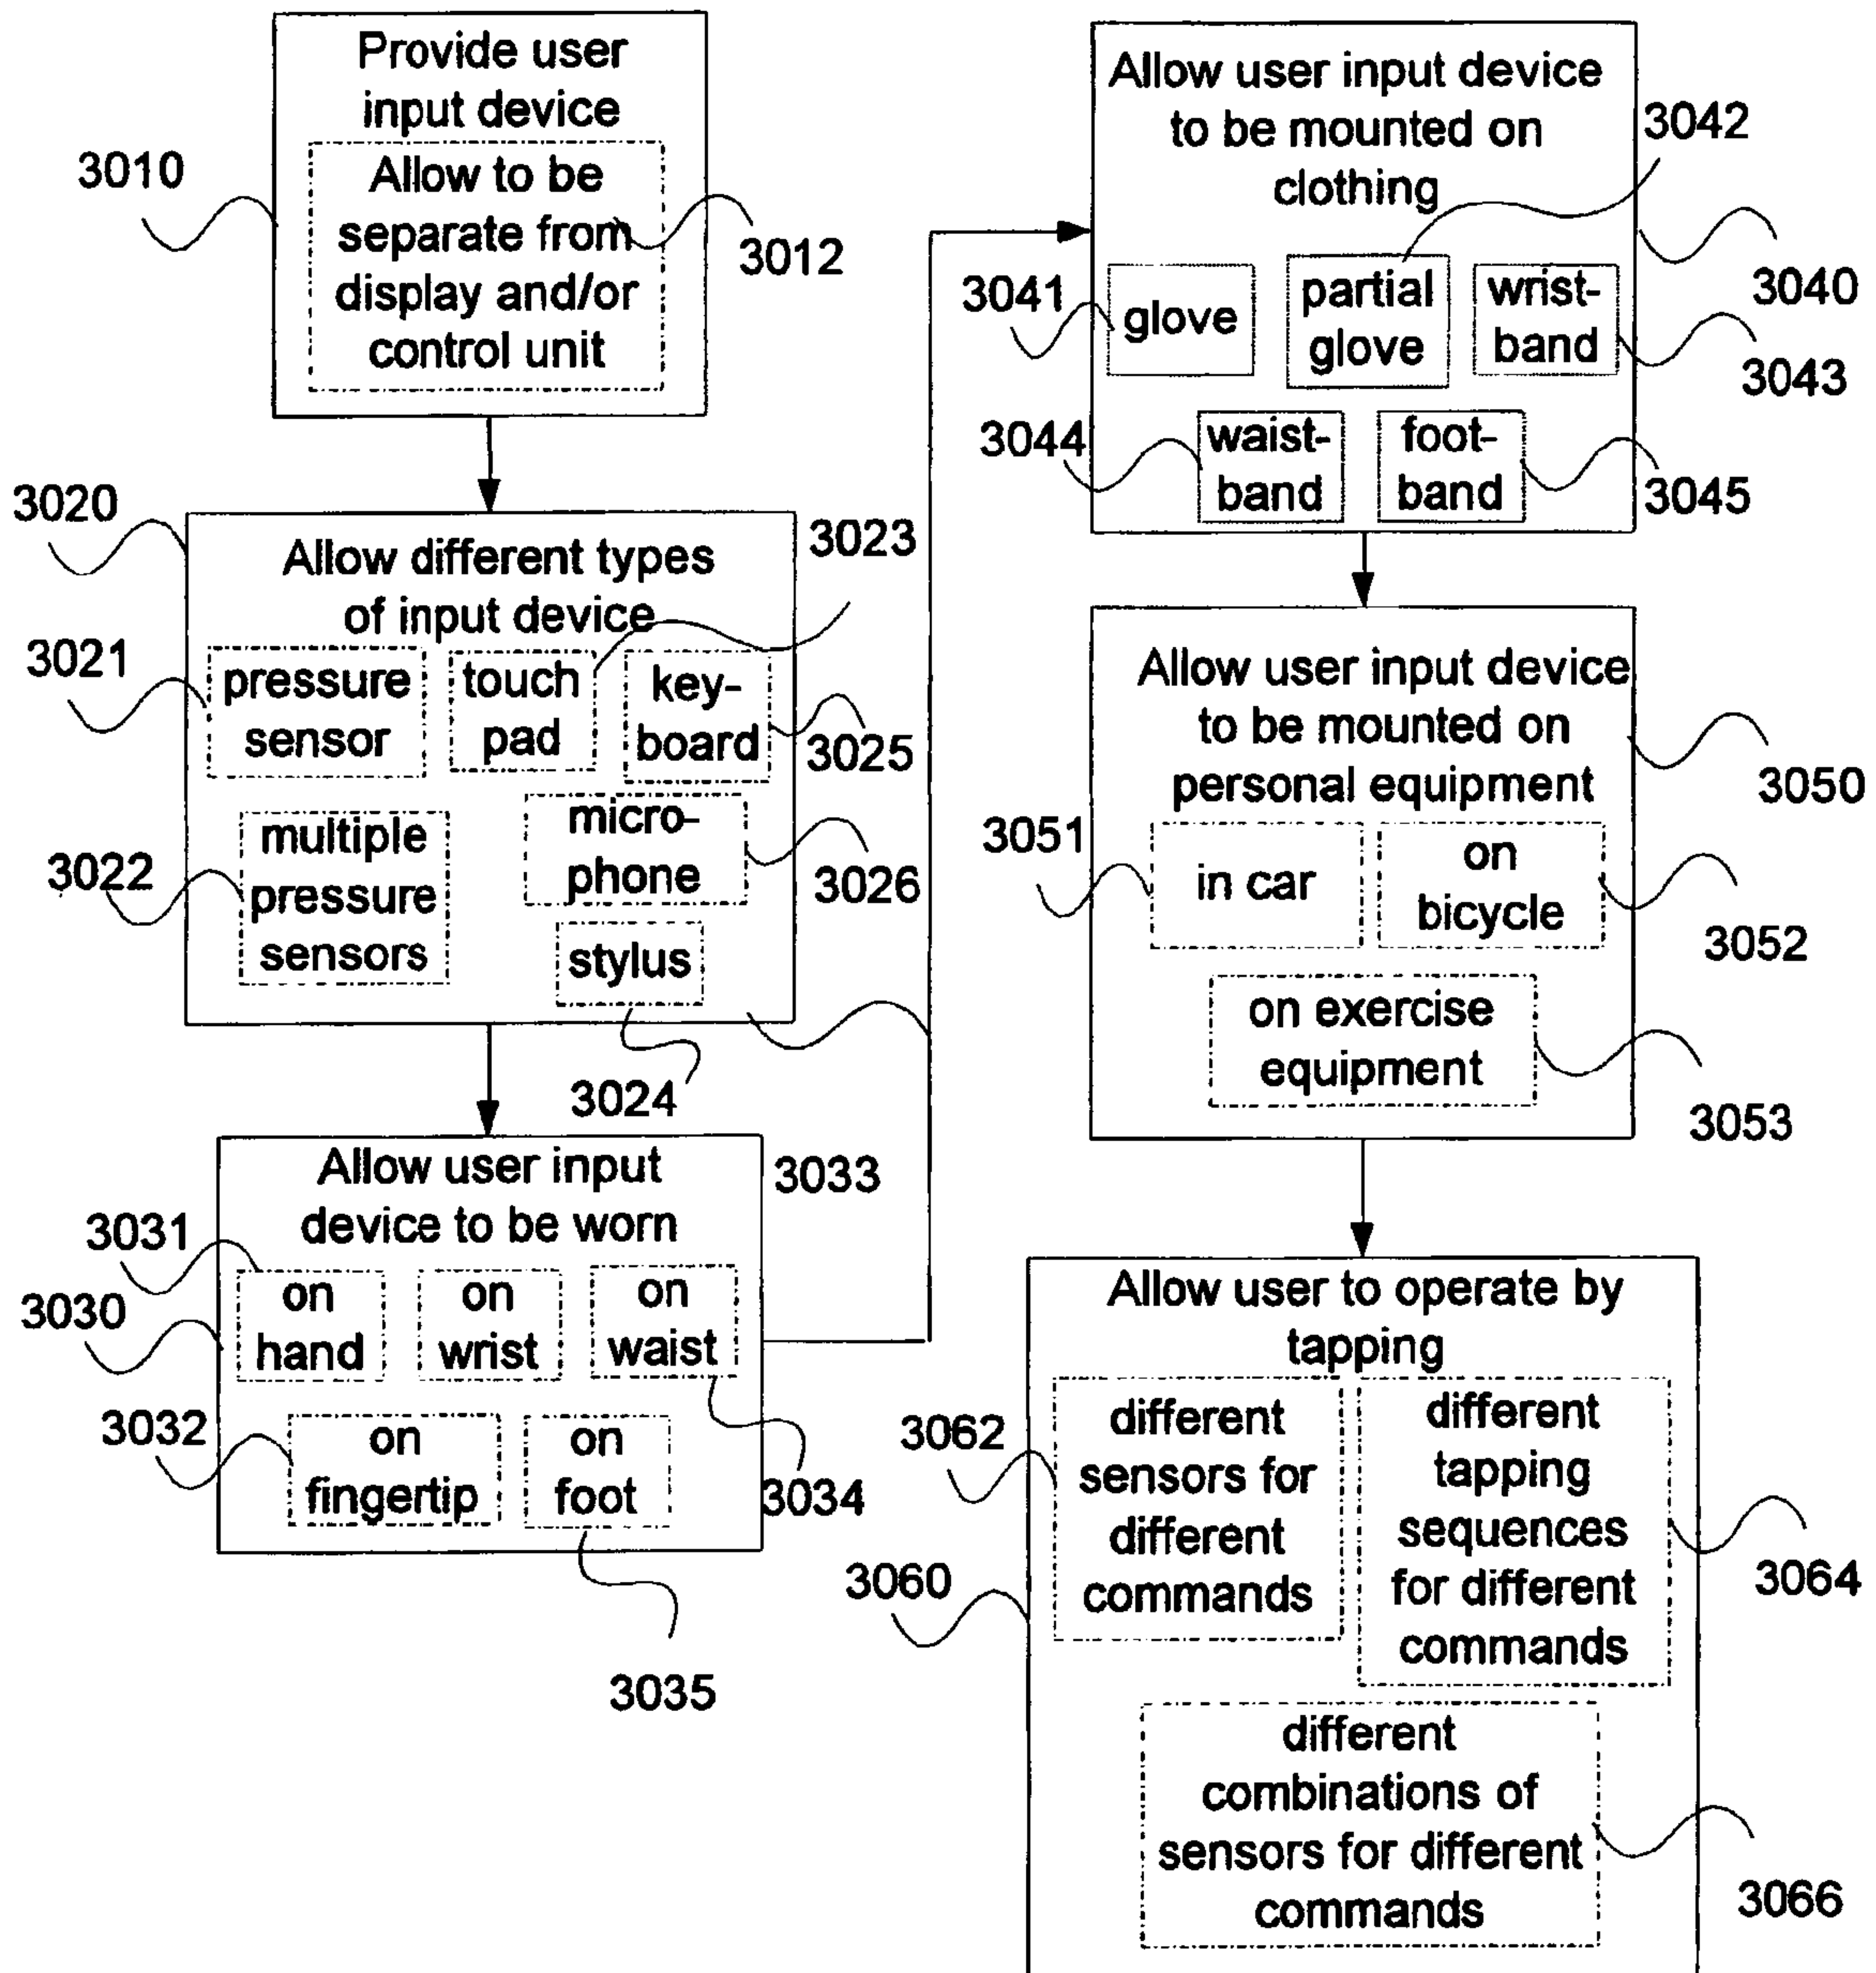 Provide user
input device
Allow to be
separate from
display and/or
control unit
3010
3012
3020
Allow different types
of input device
3023
3021
pressure
sensor
touch
pad
key-
board
3025
3022
multiple
pressure
sensors
micro-
phone
3026
stylus
3024
Allow user input
device to be worn
3033
3031
3030
on
hand
on
wrist
on
waist
3032
on
fingertip
on
foot
3034
3035
Allow user input device
to be mounted on
clothing
3042
3040
3041
glove
partial
glove
wrist-
band
3043
3044
waist-
band
foot-
band
3045
Allow user input device
to be mounted on
personal equipment
3050
3051
in car
on
bicycle
3052
on exercise
equipment
3053
Allow user to operate by
tapping
3062
different
sensors for
different
commands
different
tapping
sequences
for different
commands
3064
3060
different
combinations of
sensors for different
commands
3066